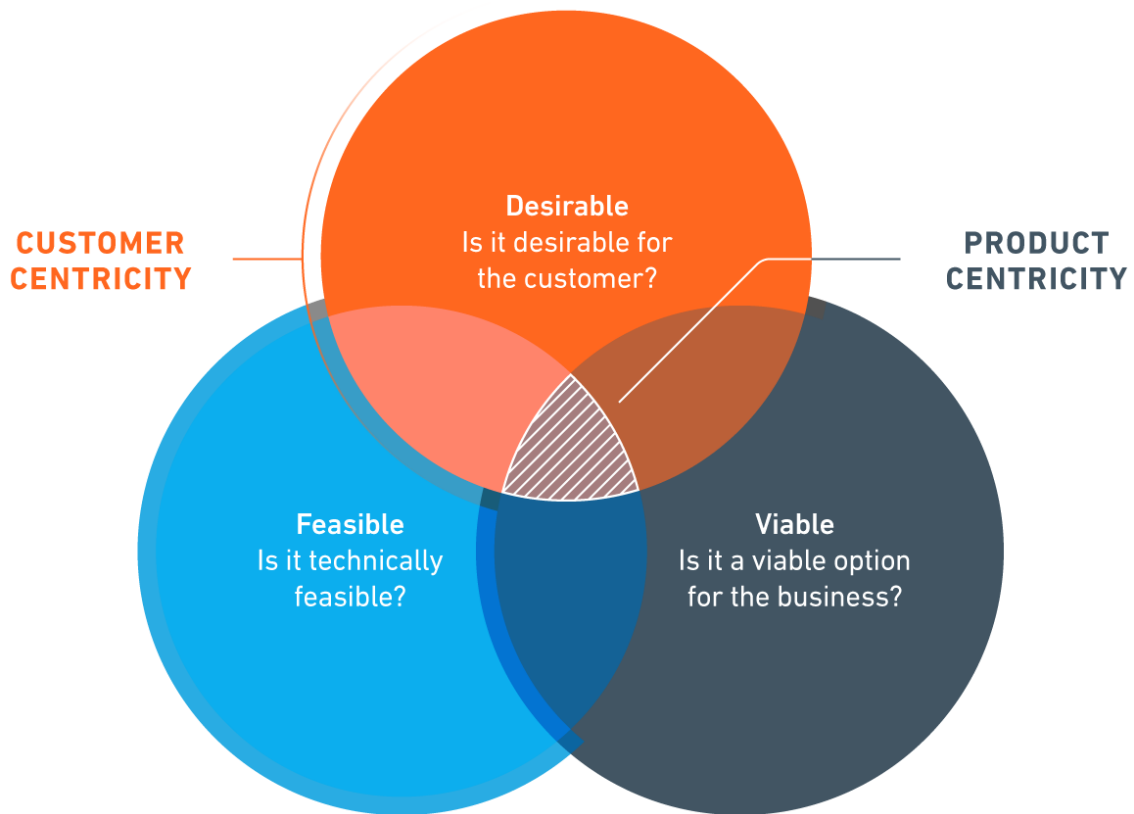 Desirable
Is it desirable for
the customer?
CUSTOMER
CENTRICITY
PRODUCT
CENTRICITY
Feasible
Is it technically
feasible?
Viable
Is it a viable option
for the business?